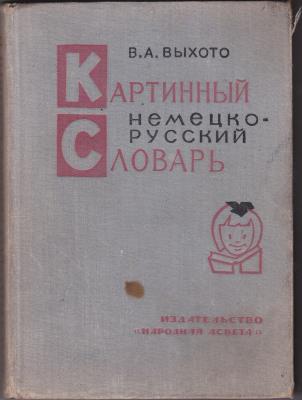 В. А. ВЫХОТО
КАРТИННЫЙ
НЕМЕЦКО-
РУССКИЙ
СЛОВАРЬ
ИЗДАТЕЛЬСТВО
«НАРОДНАЯ АСВЕТА»